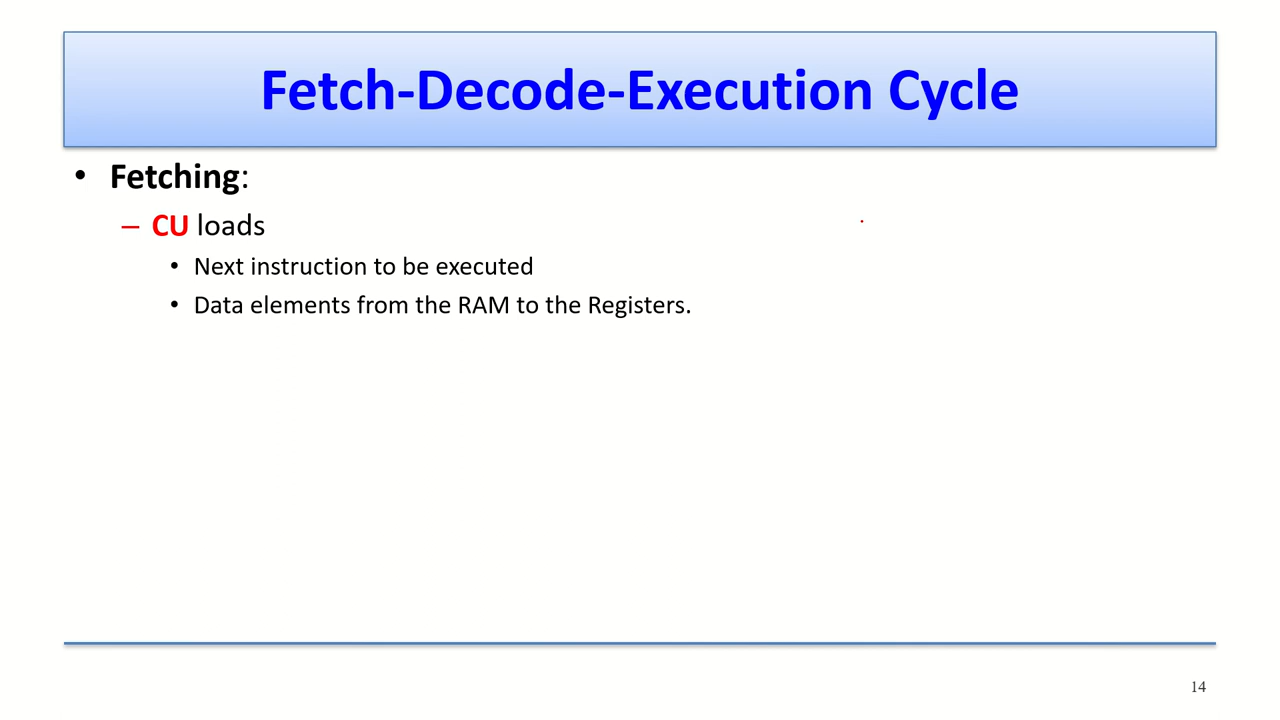 Fetch-Decode-Execution Cycle
• Fetching:
– CU loads
• Next instruction to be executed
• Data elements from the RAM to the Registers.
14